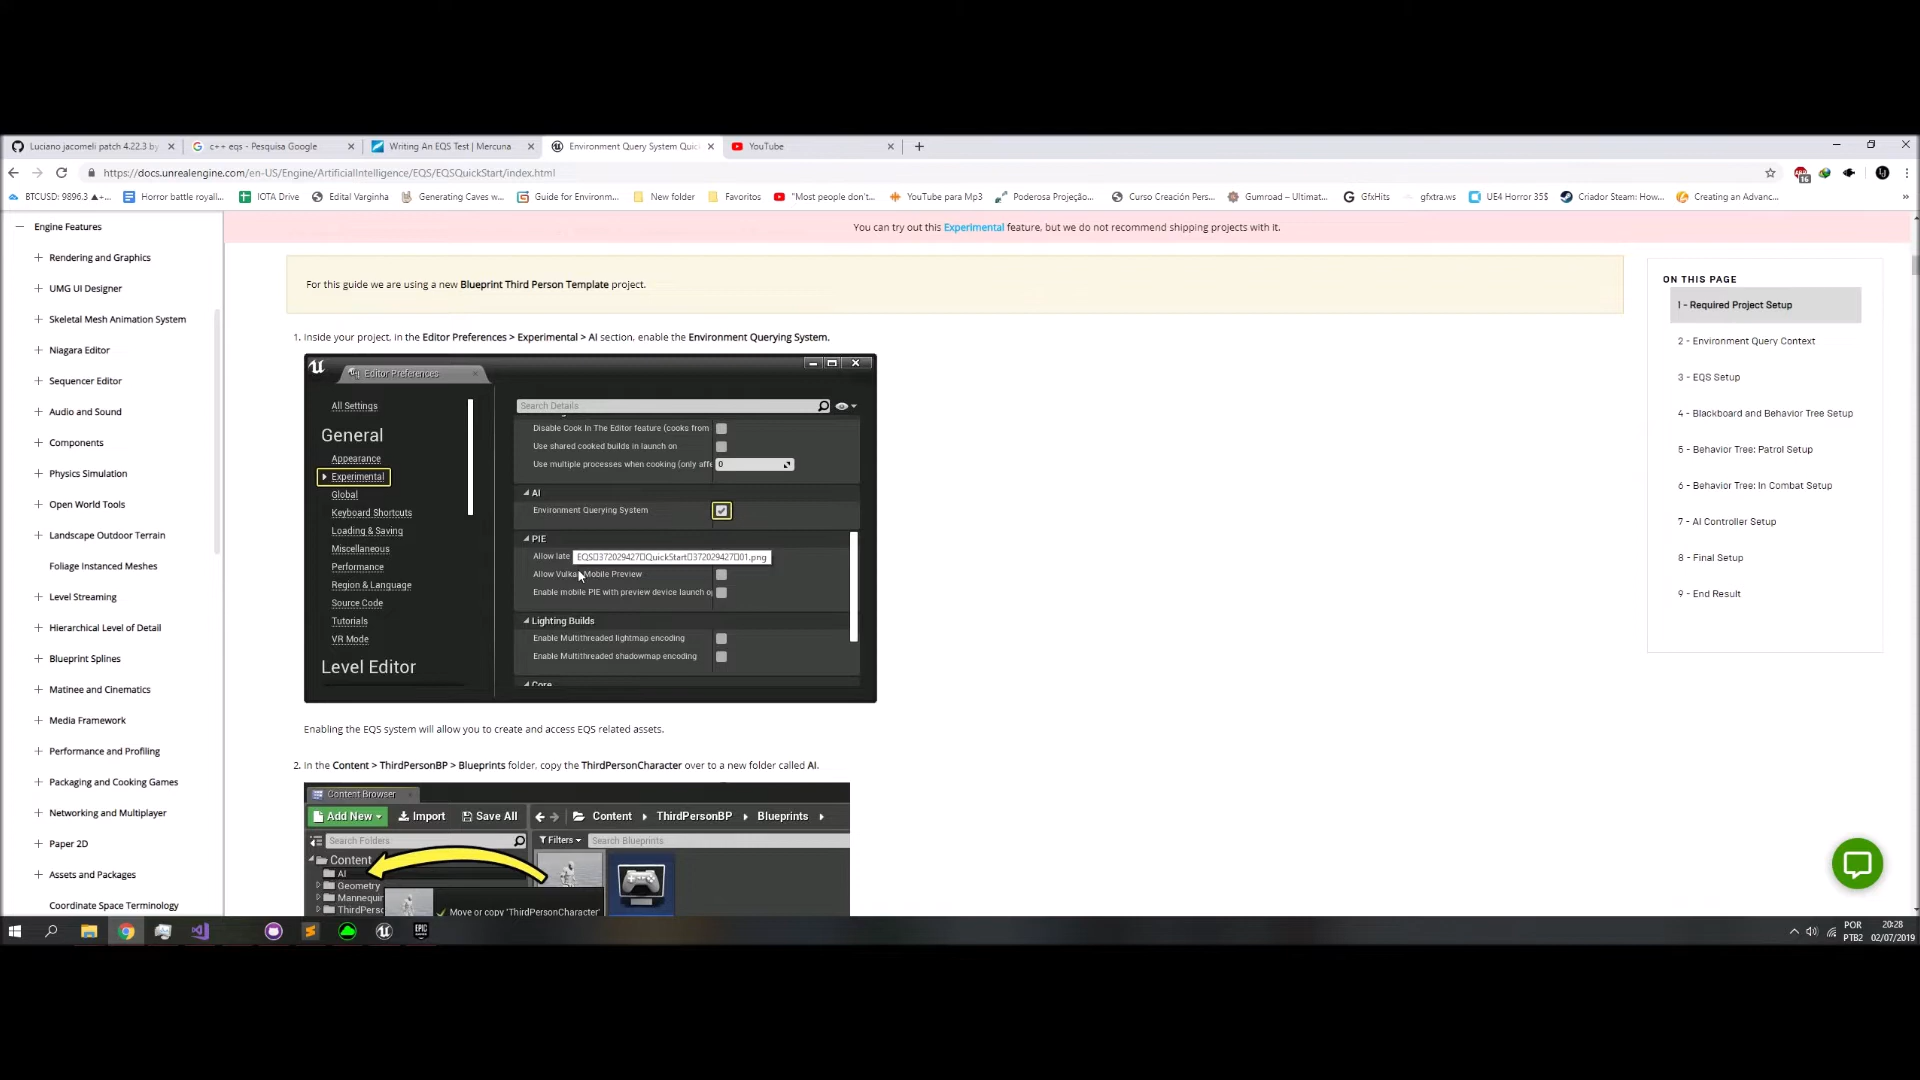 Luciano jacomeli patch 4.22.3 by
c++ eqs - Pesquisa Google
Writing An EQS Test | Mercuna
Environment Query System Quic
YouTube
https://docs.unrealengine.com/en-US/Engine/ArtificialIntelligence/EQS/EQSQuickStart/index.html
BTCUSD: 9896.3 ▲+...
Horror battle royall...
IOTA Drive
Edital Varginha
Generating Caves w...
Guide for Environm...
New folder
Favoritos
"Most people don't...
YouTube para Mp3
Poderosa Projeção...
Curso Creación Pers...
Gumroad – Ultimat...
GfxHits
gfxtra.ws
UE4 Horror 35$
Criador Steam: How...
Creating an Advanc...
»
Engine Features
Rendering and Graphics
UMG UI Designer
Skeletal Mesh Animation System
Niagara Editor
Sequencer Editor
Audio and Sound
Components
Physics Simulation
Open World Tools
Landscape Outdoor Terrain
Foliage Instanced Meshes
Level Streaming
Hierarchical Level of Detail
Blueprint Splines
Matinee and Cinematics
Media Framework
Performance and Profiling
Packaging and Cooking Games
Networking and Multiplayer
Paper 2D
Assets and Packages
Coordinate Space Terminology
You can try out this Experimental feature, but we do not recommend shipping projects with it.
For this guide we are using a new Blueprint Third Person Template project.
1. Inside your project, in the Editor Preferences > Experimental > AI section, enable the Environment Querying System.
Editor Preferences
All Settings
General
Appearance
Experimental
Global
Keyboard Shortcuts
Loading & Saving
Miscellaneous
Performance
Region & Language
Source Code
Tutorials
VR Mode
Level Editor
Search Details
Disable Cook In The Editor feature (cooks from
Use shared cooked builds in launch on
Use multiple processes when cooking (only affe
0
AI
Environment Querying System
PIE
Allow late
EQS▯372029427▯QuickStart▯372029427▯01.png
Allow Vulkan Mobile Preview
Enable mobile PIE with preview device launch o
Lighting Builds
Enable Multithreaded lightmap encoding
Enable Multithreaded shadowmap encoding
Core
Enabling the EQS system will allow you to create and access EQS related assets.
2. In the Content > ThirdPersonBP > Blueprints folder, copy the ThirdPersonCharacter over to a new folder called AI.
Content Browser
Add New
Import
Save All
Content
ThirdPersonBP
Blueprints
Search Folders
Filters
Search Blueprints
Content
AI
Geometry
Mannequin
ThirdPerso
Move or copy 'ThirdPersonCharacter'
ON THIS PAGE
1 - Required Project Setup
2 - Environment Query Context
3 - EQS Setup
4 - Blackboard and Behavior Tree Setup
5 - Behavior Tree: Patrol Setup
6 - Behavior Tree: In Combat Setup
7 - AI Controller Setup
8 - Final Setup
9 - End Result
EPIC
POR
PTB2
20:28
02/07/2019